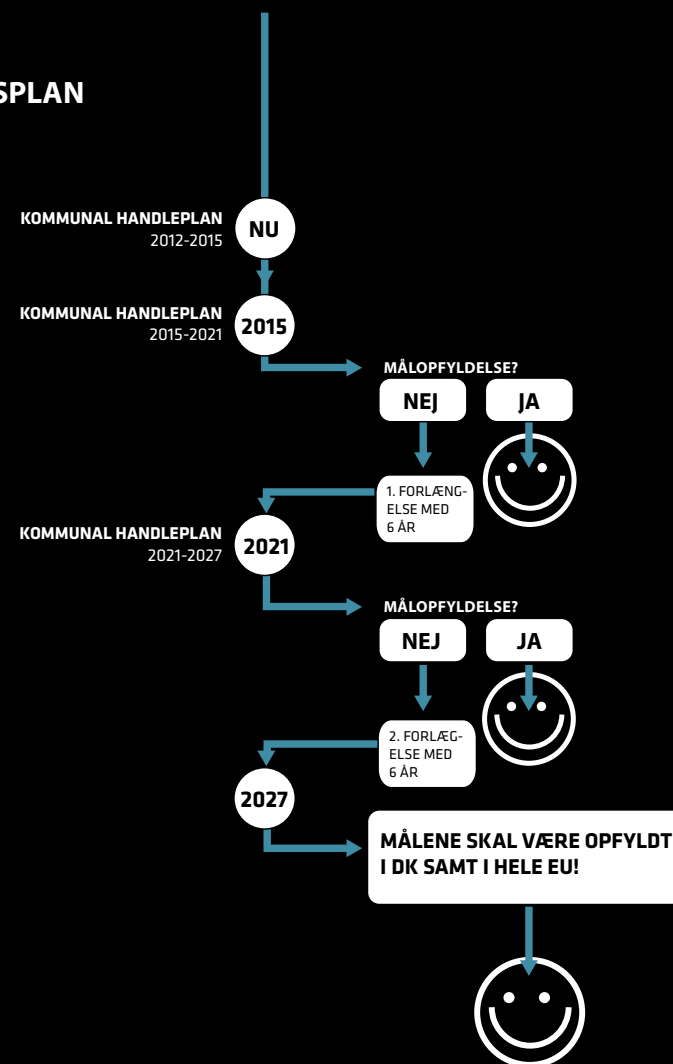 SPLAN
KOMMUNAL HANDLEPLAN
2012-2015
NU
KOMMUNAL HANDLEPLAN
2015-2021
2015
MÅLOPFYLDELSE?
NEJ
JA
1. FORLÆNG-
ELSE MED
6 ÅR
KOMMUNAL HANDLEPLAN
2021-2027
2021
MÅLOPFYLDELSE?
NEJ
JA
2. FORLÆG-
ELSE MED
6 ÅR
2027
MÅLENE SKAL VÆRE OPFYLDT
I DK SAMT I HELE EU!